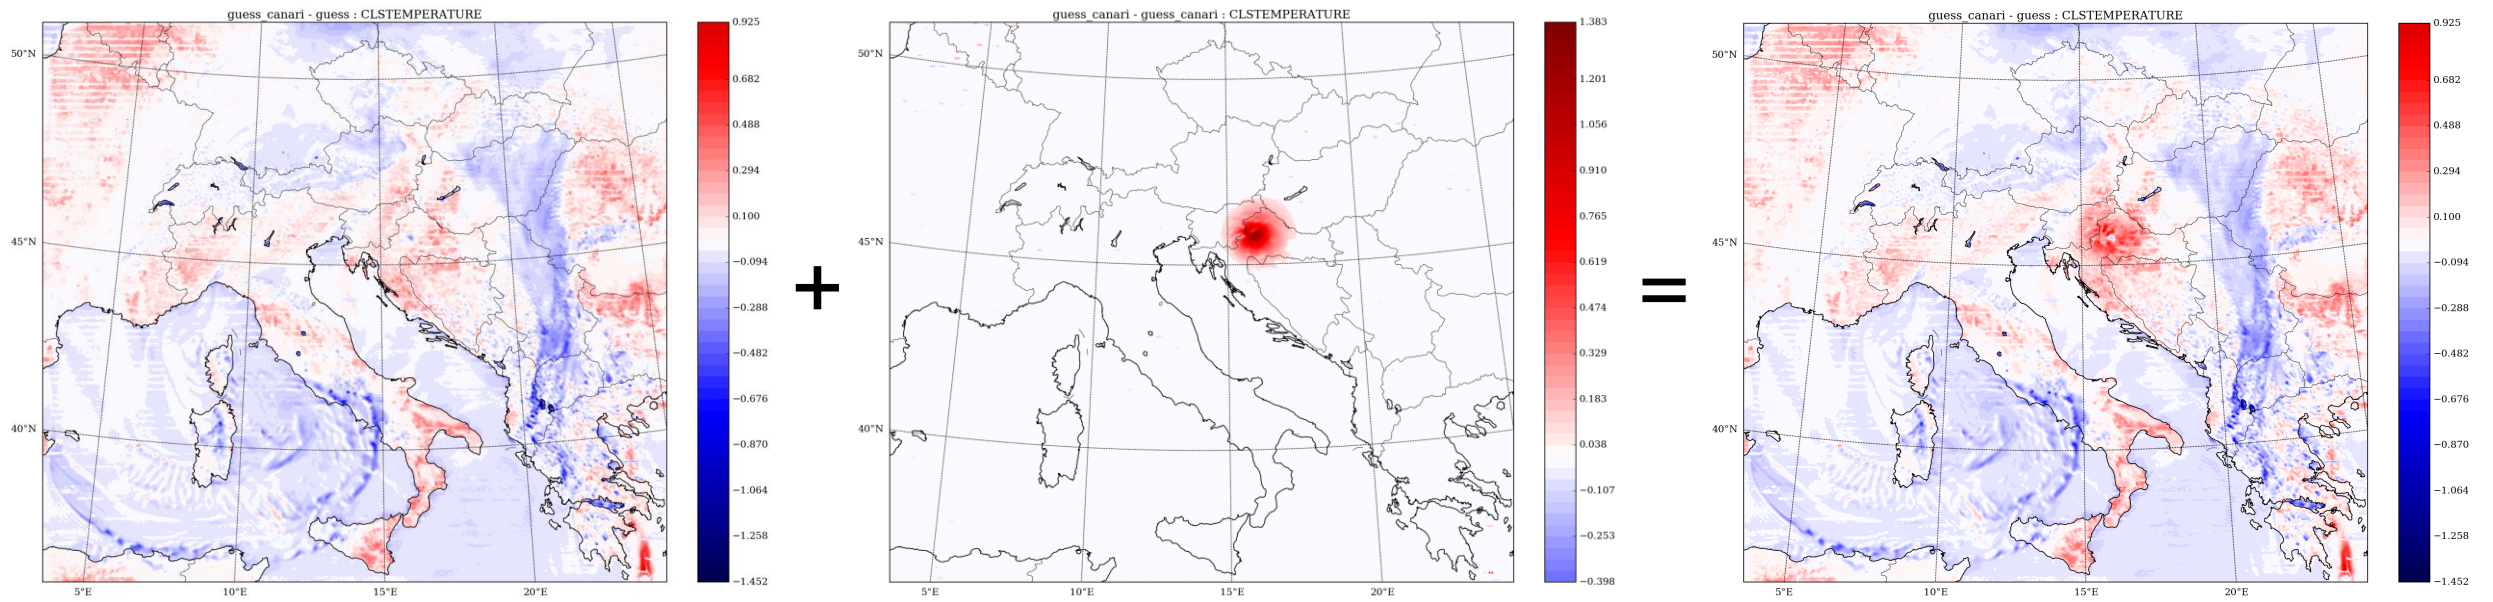 guess_canari - guess : CLSTEMPERATURE
50°N
45°N
40°N
5°E
10°E
15°E
20°E
0.925
0.682
0.488
0.294
0.100
−0.094
−0.288
−0.482
−0.676
−0.870
−1.064
−1.258
−1.452
+
guess_canari - guess_canari : CLSTEMPERATURE
50°N
45°N
40°N
5°E
10°E
15°E
20°E
1.383
1.201
1.056
0.910
0.765
0.619
0.474
0.329
0.183
0.038
−0.107
−0.253
−0.398
=
guess_canari - guess : CLSTEMPERATURE
50°N
45°N
40°N
5°E
10°E
15°E
20°E
0.925
0.682
0.488
0.294
0.100
−0.094
−0.288
−0.482
−0.676
−0.870
−1.064
−1.258
−1.452